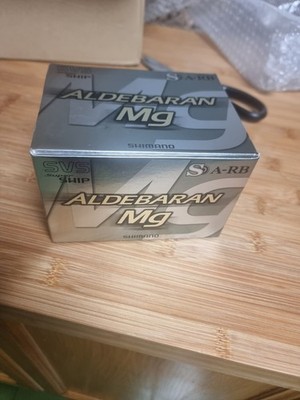 SVS
SHIP
S A-RB
ALDEBARAN
Mg
SHIMANO
SVS
SHIP
S A-RB
ALDEBARAN
Mg
SHIMANO